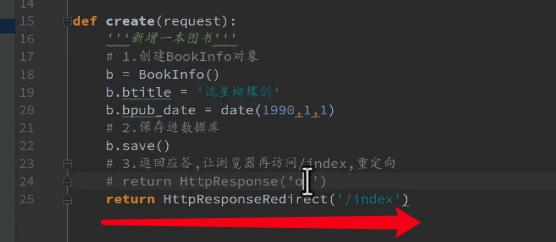 14
15 def create(request):
16 '''新增一本图书'''
17 # 1.创建BookInfo对象
18 b = BookInfo()
19 b.btitle = '流星蝴蝶剑'
20 b.bpub_date = date(1990,1,1)
21 # 2.保存进数据库
22 b.save()
23 # 3.返回应答,让浏览器再访问/index,重定向
24 # return HttpResponse('o ')
25 return HttpResponseRedirect('/index')